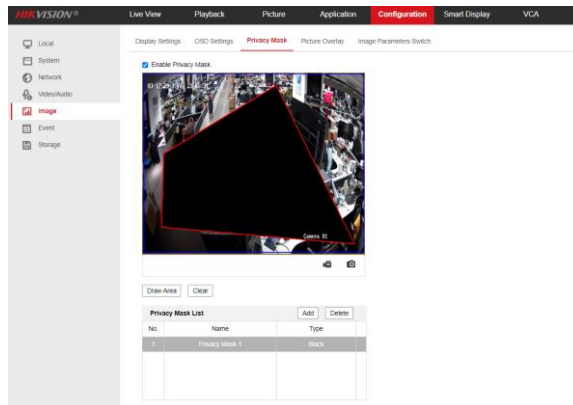 HIKVISION®
Live View
Playback
Picture
Application
Configuration
Smart Display
VCA
Local
System
Network
Video/Audio
Image
Event
Storage
Display Settings
OSD Settings
Privacy Mask
Picture Overlay
Image Parameters Switch
Enable Privacy Mask
Camera 01
Draw Area
Clear
Privacy Mask List
Add
Delete
No.
Name
Type
1
Privacy Mask 1
Black